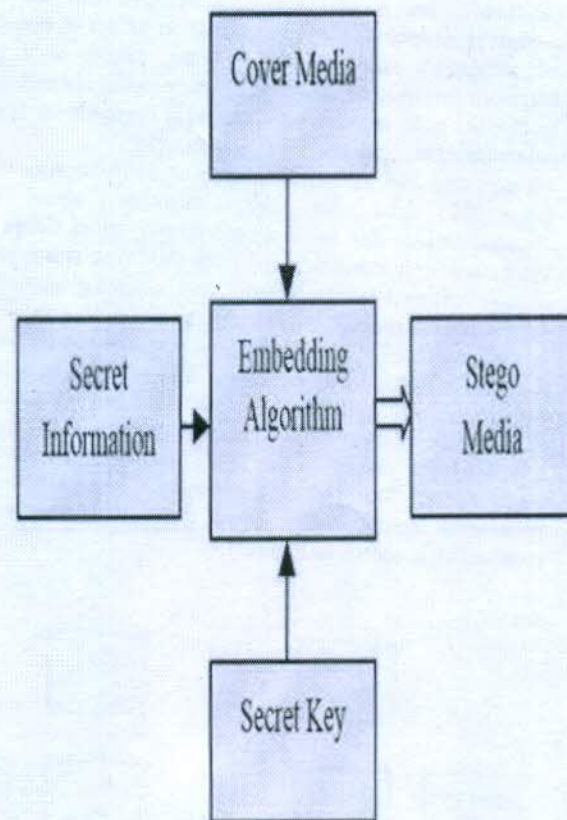 Cover Media
Secret
Information
Embedding
Algorithm
Stego
Media
Secret Key